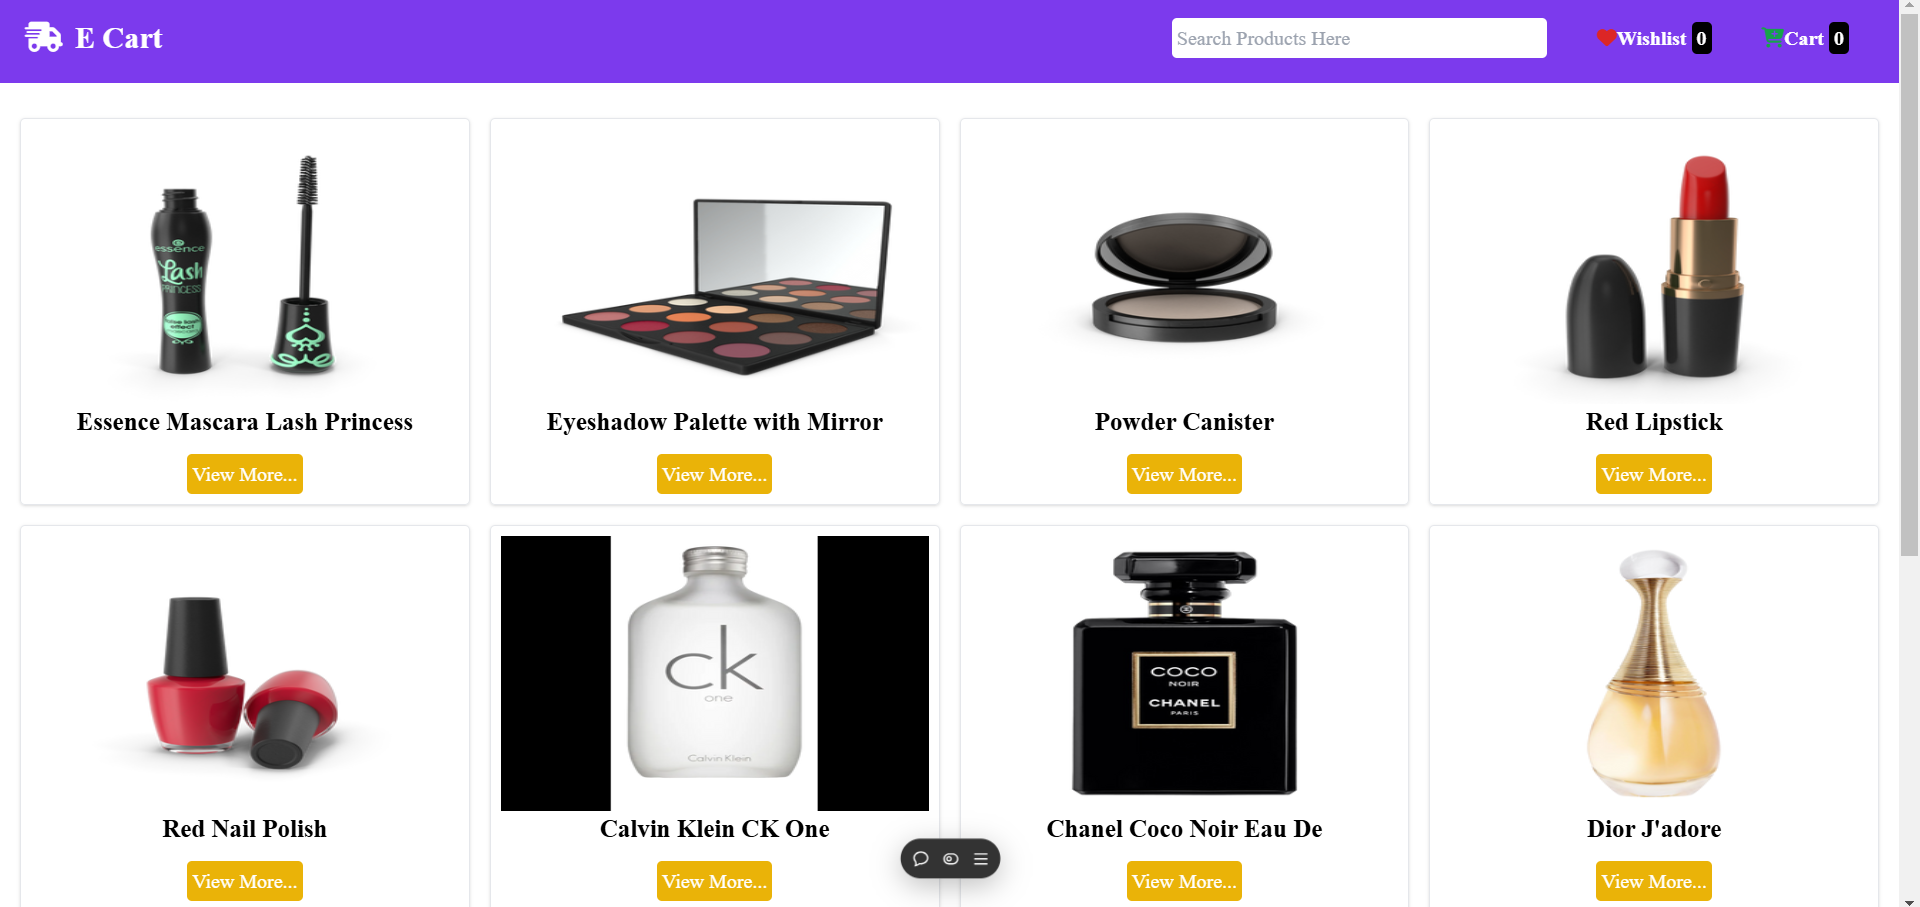 E Cart
Search Products Here
Wishlist 0
Cart 0
essence
Lash
PRINCESS
effect
Essence Mascara Lash Princess
Eyeshadow Palette with Mirror
Powder Canister
Red Lipstick
View More...
View More...
View More...
View More...
ck
one
Calvin Klein
COCO
NOIR
CHANEL
PARIS
Red Nail Polish
Calvin Klein CK One
Chanel Coco Noir Eau De
Dior J'adore
View More...
View More...
View More...
View More...